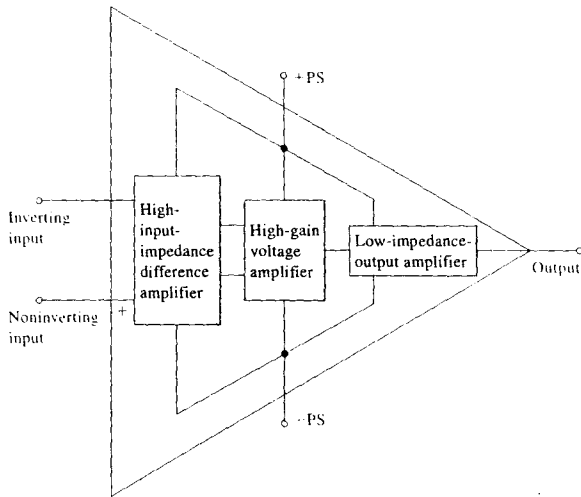 +PS
Inverting
input
High-
input-
impedance
difference
amplifier
High-gain
voltage
amplifier
Low-impedance-
output amplifier
Output
Noninverting
input
+
-PS